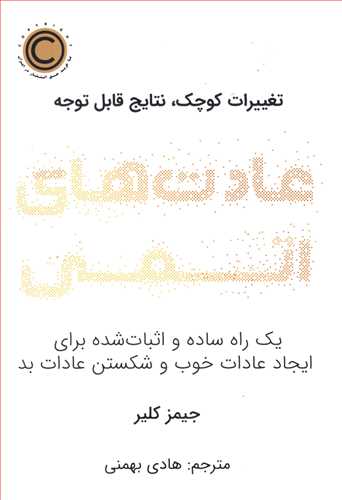 تغییرات کوچک، نتایج قابل توجه
عادت‌های
اتمی
یک راه ساده و اثبات‌شده برای
ایجاد عادات خوب و شکستن عادات بد
جیمز کلیر
مترجم: هادی بهمنی